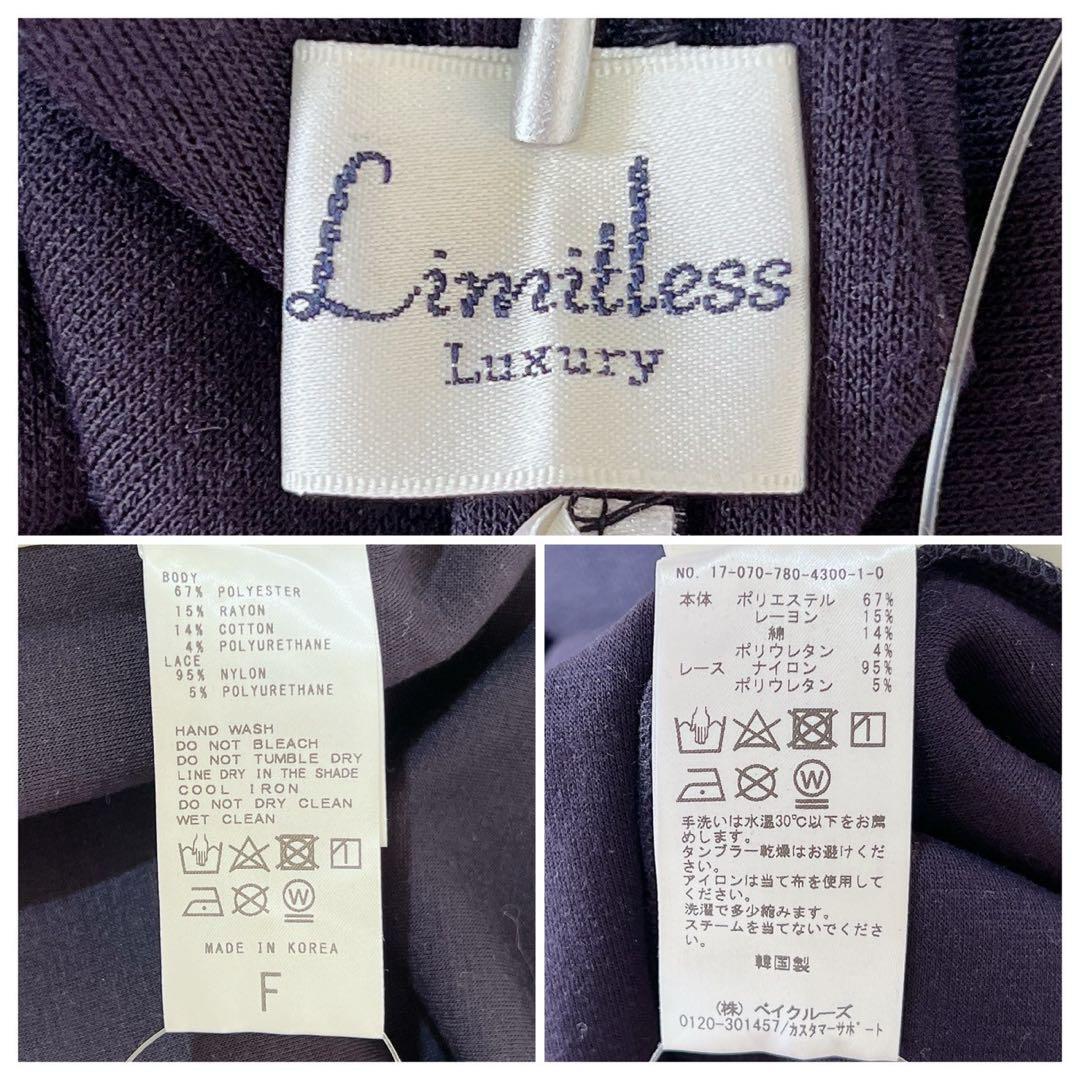 Limitless
Luxury
BODY
67% POLYESTER
15% RAYON
14% COTTON
4% POLYURETHANE
LACE
95% NYLON
5% POLYURETHANE
HAND WASH
DO NOT BLEACH
DO NOT TUMBLE DRY
LINE DRY IN THE SHADE
COOL IRON
DO NOT DRY CLEAN
WET CLEAN
W
MADE IN KOREA
F
NO. 17-070-780-4300-1-0
本体 ポリエステル 67%
レーヨン 15%
綿 14%
ポリウレタン 4%
レース ナイロン 95%
ポリウレタン 5%
W
手洗いは水温30℃以下をお薦
めします。
タンブラー乾燥はお避けくだ
さい。
アイロンは当て布を使用して
ください。
洗濯で多少縮みます。
スチームを当てないでくださ
い。
韓国製
(株) ベイクルーズ
0120-301457/カスタマーサポート